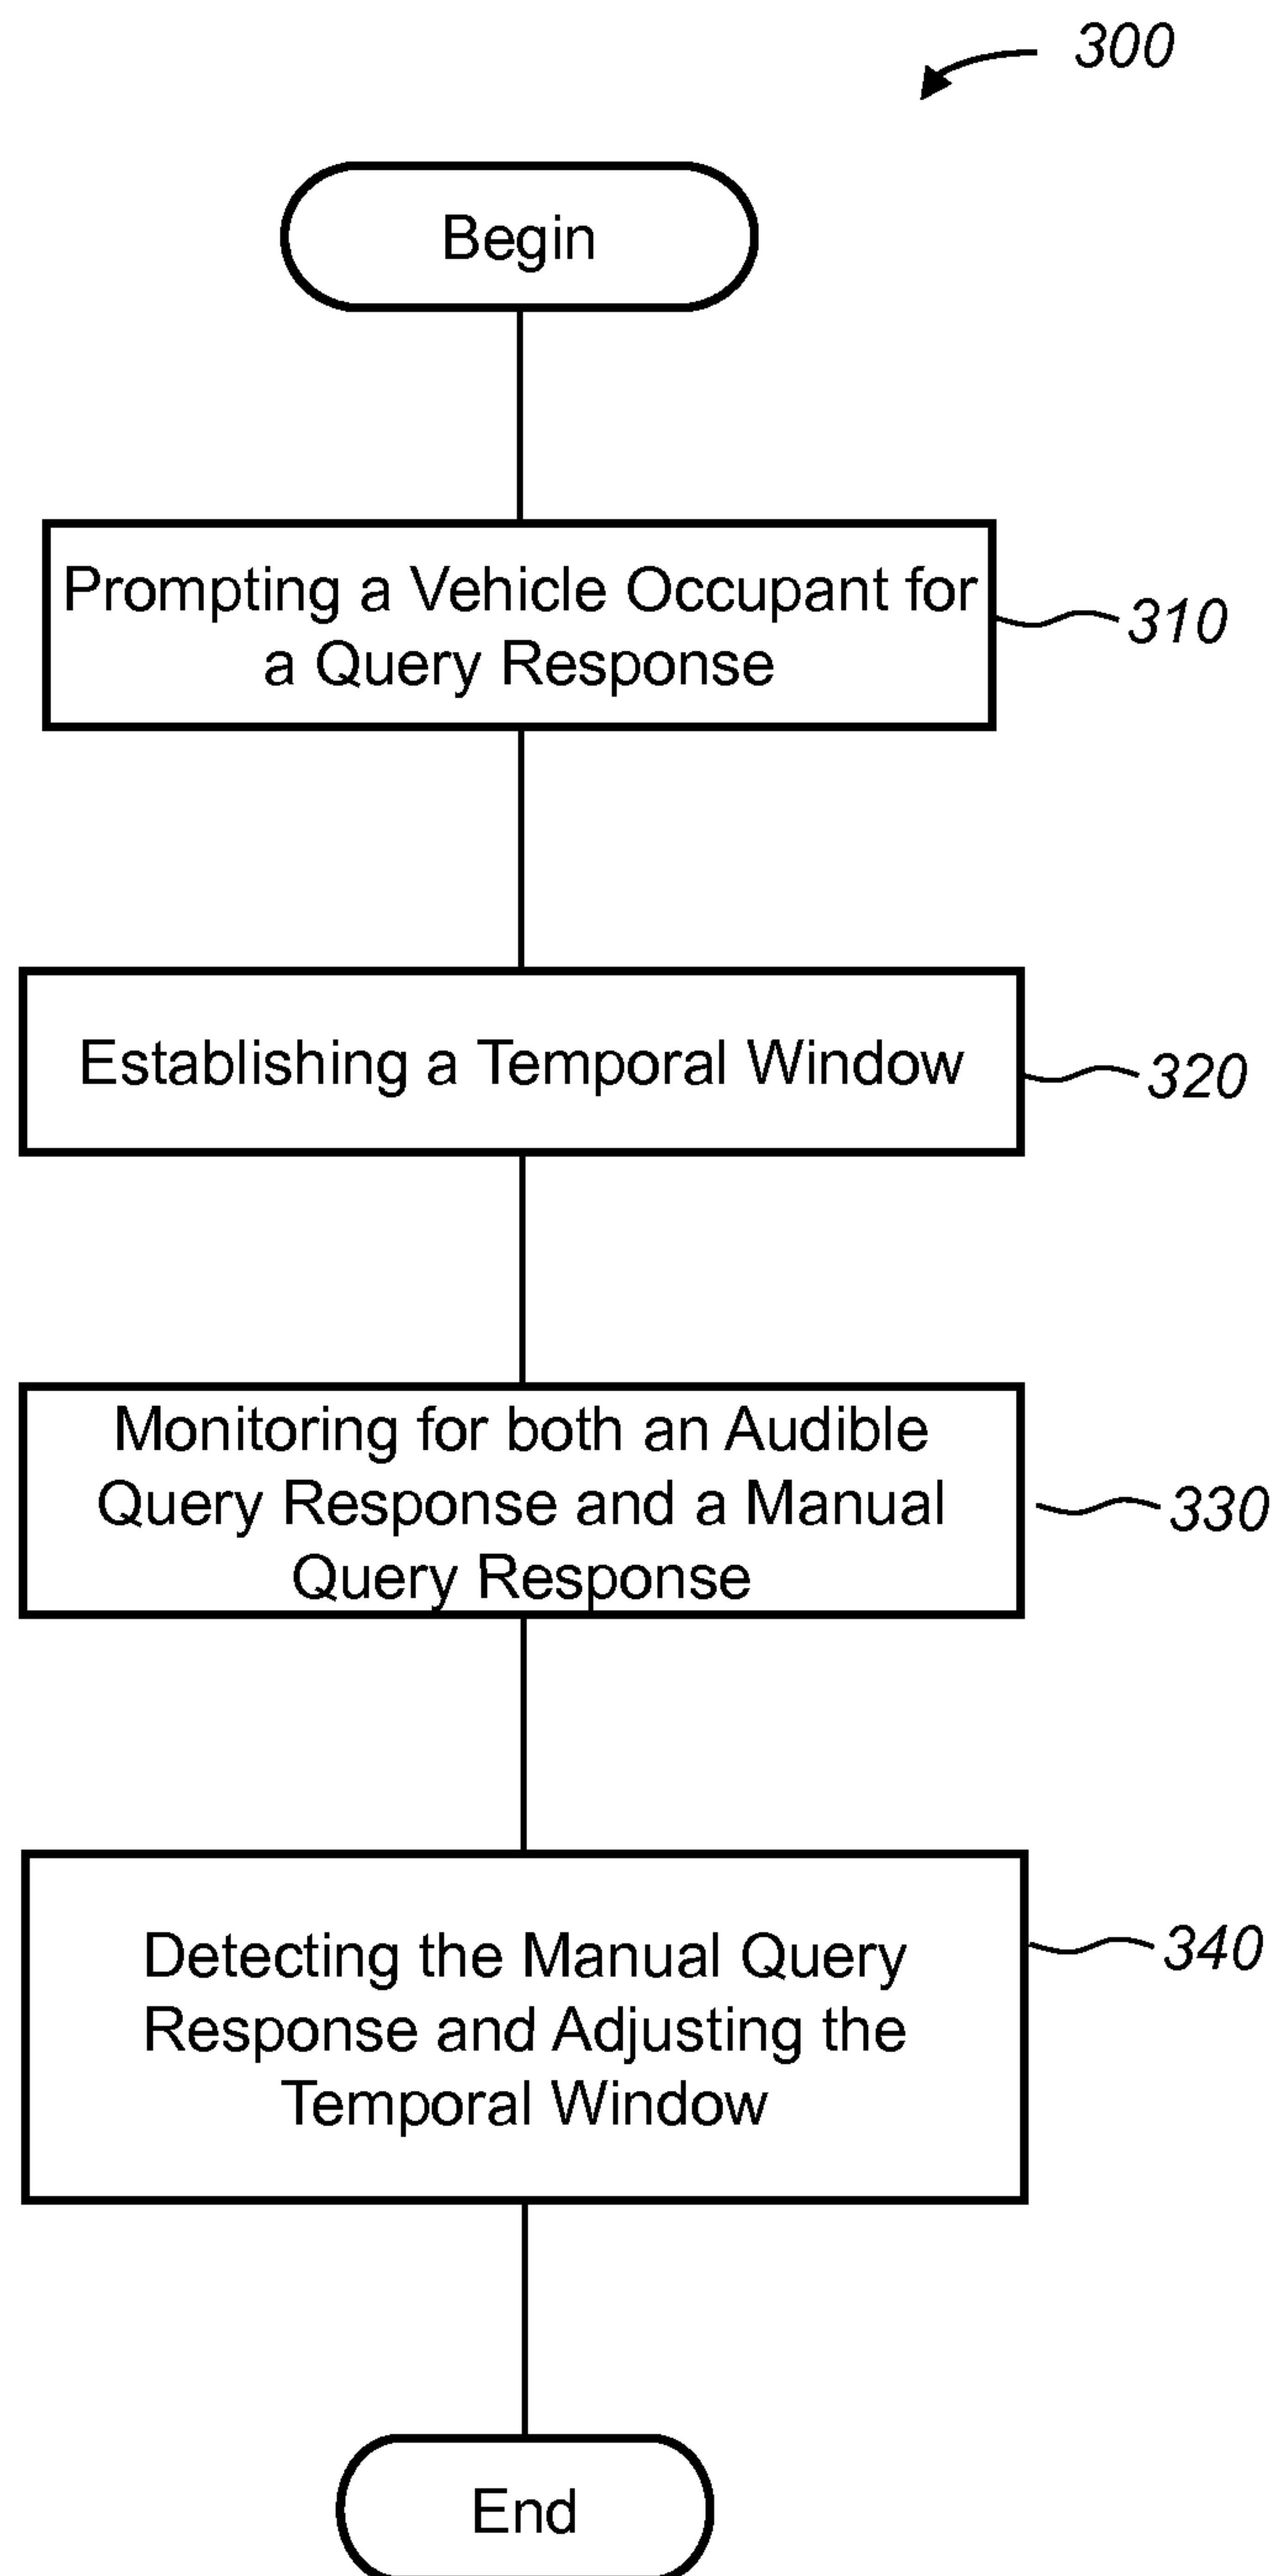 300
Begin
Prompting a Vehicle Occupant for
a Query Response
310
Establishing a Temporal Window
320
Monitoring for both an Audible
Query Response and a Manual
Query Response
330
Detecting the Manual Query
Response and Adjusting the
Temporal Window
340
End